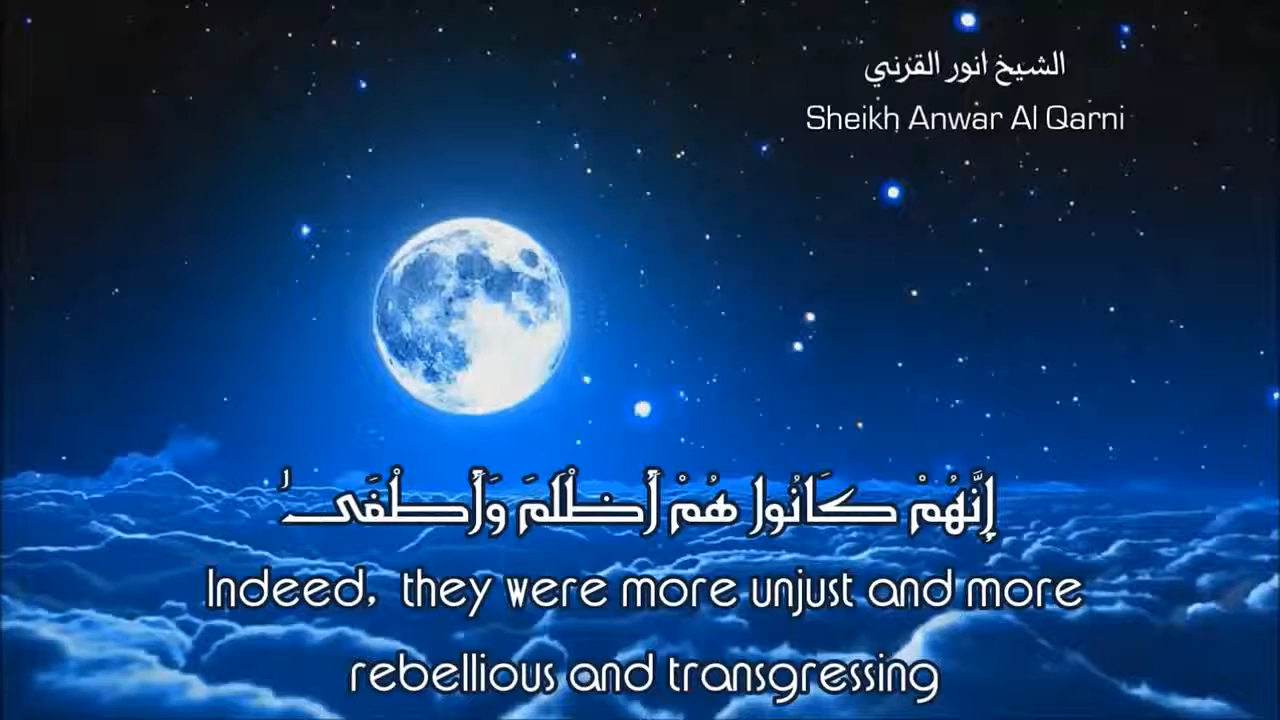 الشيخ انور القرني
Sheikh Anwar Al Qarni
إِنَّهُمْ كَانُوا هُمْ أَظْلَمَ وَأَطْغَىٰ
Indeed, they were more unjust and more
rebellious and transgressing